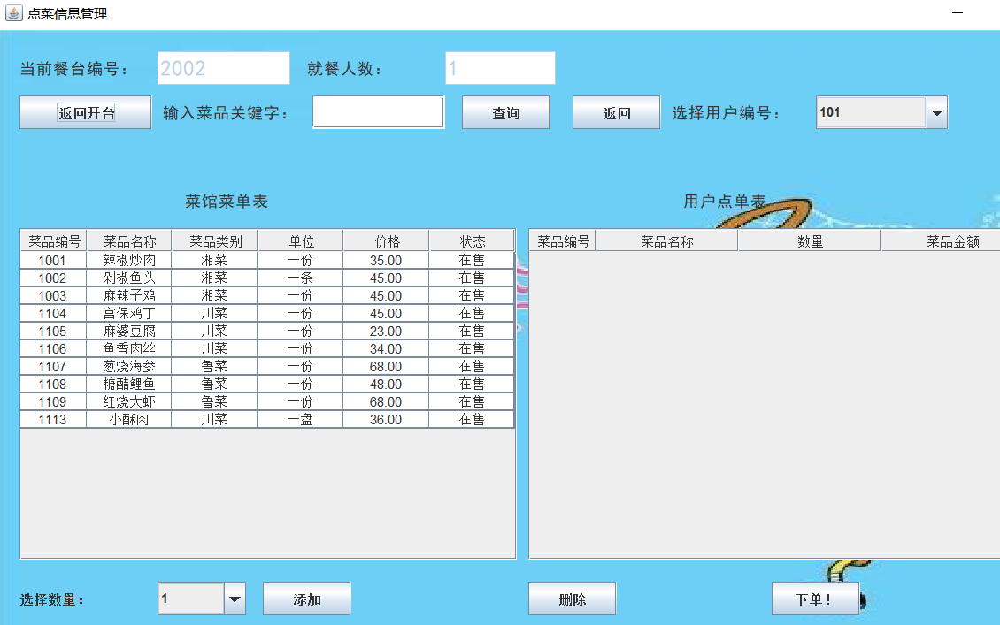 点菜信息管理
当前餐台编号： 2002 就餐人数： 1
返回开台 输入菜品关键字： 查询 返回 选择用户编号： 101
菜馆菜单表 用户点单表
菜品编号 菜品名称 菜品类别 单位 价格 状态 菜品编号 菜品名称 数量 菜品金额
1001 辣椒炒肉 湘菜 一份 35.00 在售
1002 剁椒鱼头 湘菜 一条 45.00 在售
1003 麻辣子鸡 湘菜 一份 45.00 在售
1104 宫保鸡丁 川菜 一份 45.00 在售
1105 麻婆豆腐 川菜 一份 23.00 在售
1106 鱼香肉丝 川菜 一份 34.00 在售
1107 葱烧海参 鲁菜 一份 68.00 在售
1108 糖醋鲤鱼 鲁菜 一份 48.00 在售
1109 红烧大虾 鲁菜 一份 68.00 在售
1113 小酥肉 川菜 一盘 36.00 在售
选择数量： 1 添加 删除 下单！